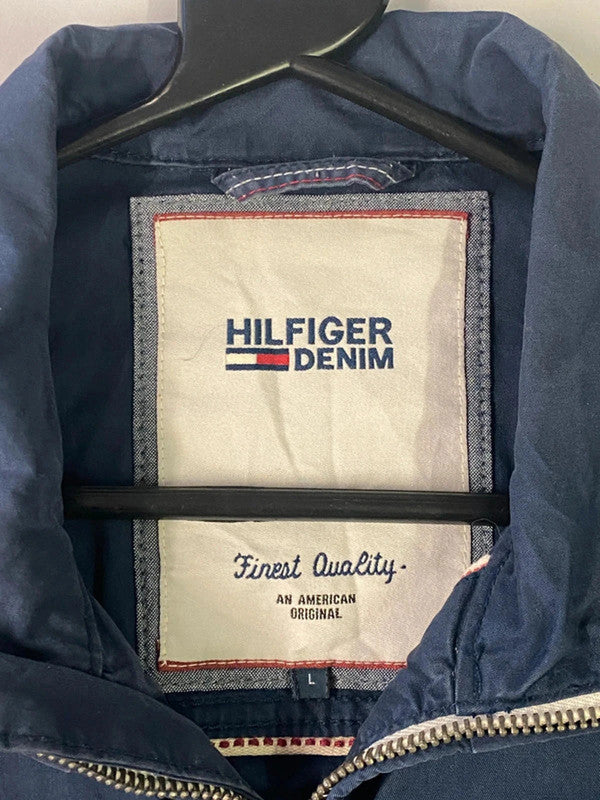 HILFIGER
DENIM
Finest Quality.
AN AMERICAN
ORIGINAL
L